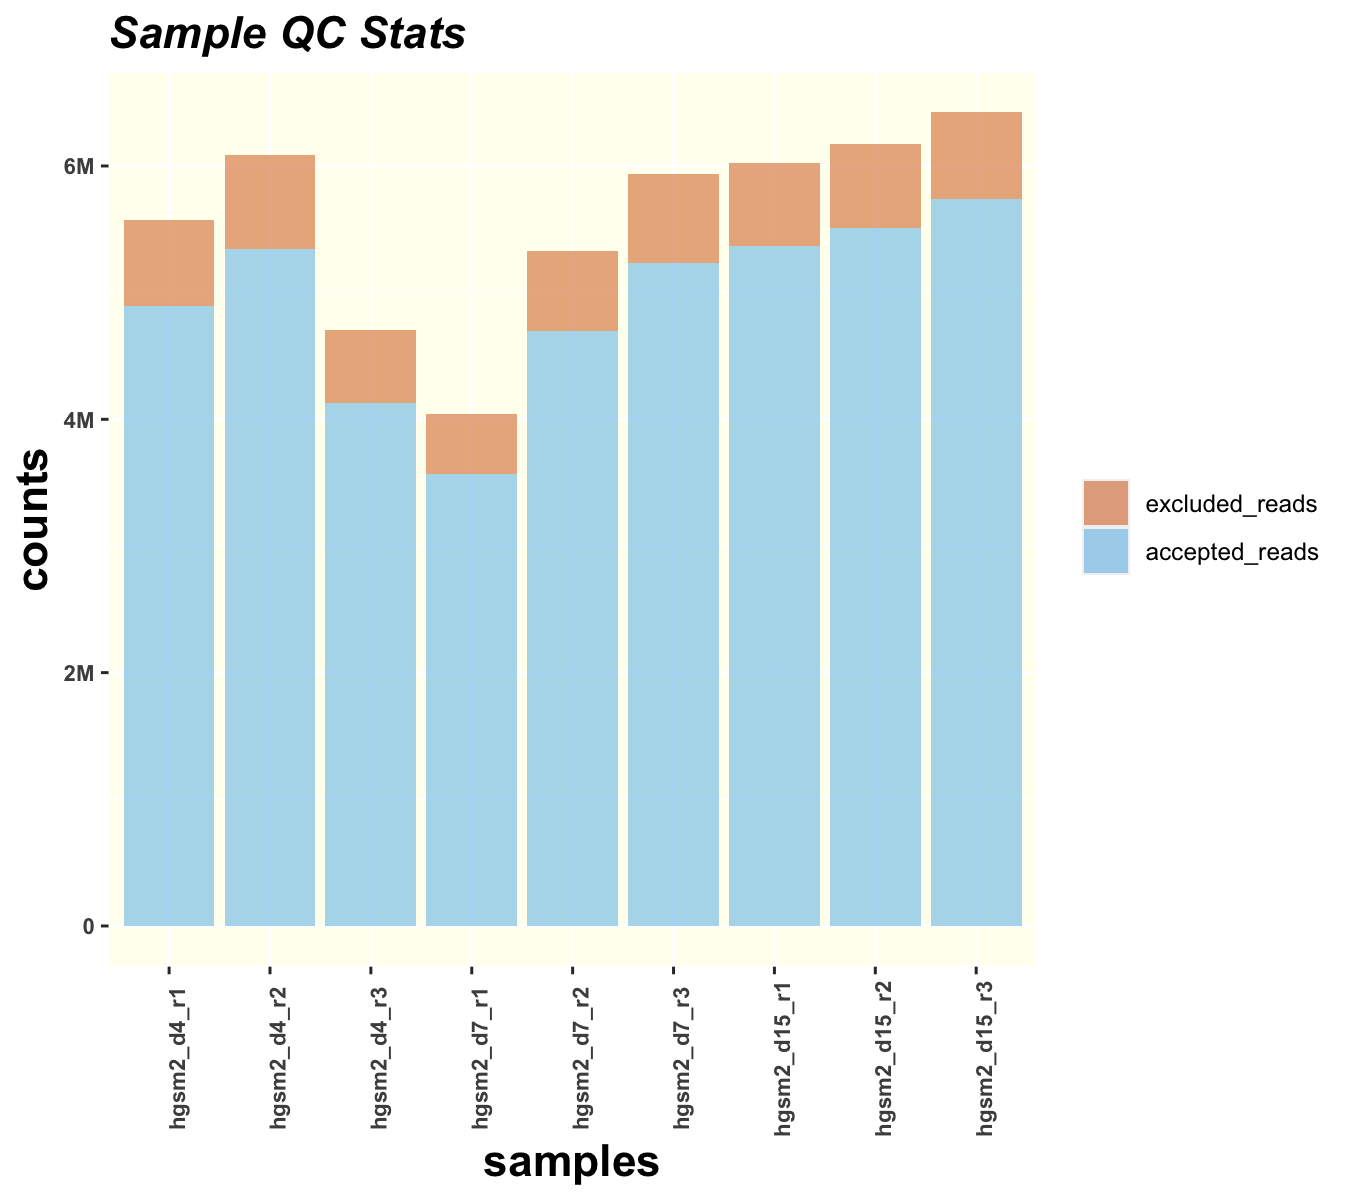 Sample QC Stats
counts
6M
4M
2M
0
hgsm2_d4_r1
hgsm2_d4_r2
hgsm2_d4_r3
hgsm2_d7_r1
hgsm2_d7_r2
hgsm2_d7_r3
hgsm2_d15_r1
hgsm2_d15_r2
hgsm2_d15_r3
samples
excluded_reads
accepted_reads